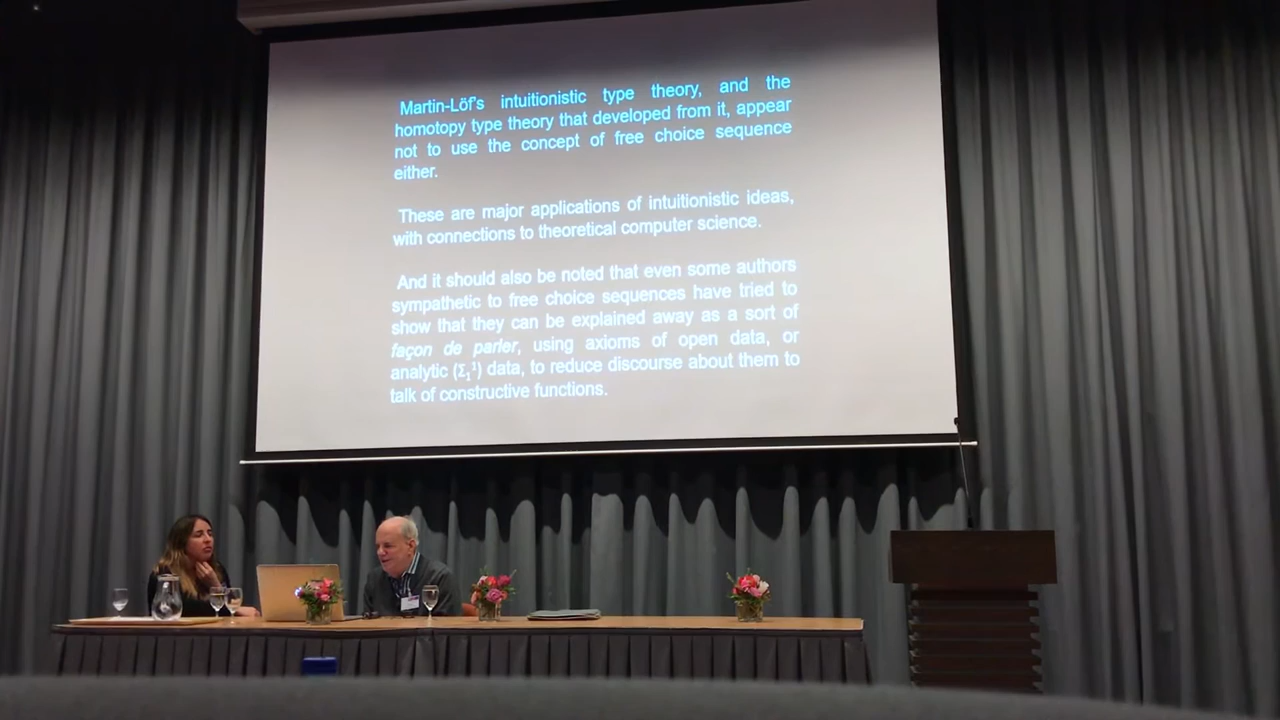 Martin-Löf's intuitionistic type theory, and the
homotopy type theory that developed from it, appear
not to use the concept of free choice sequence
either.
These are major applications of intuitionistic ideas,
with connections to theoretical computer science.
And it should also be noted that even some authors
sympathetic to free choice sequences have tried to
show that they can be explained away as a sort of
façon de parler, using axioms of open data, or
analytic (Σ₁¹) data, to reduce discourse about them to
talk of constructive functions.